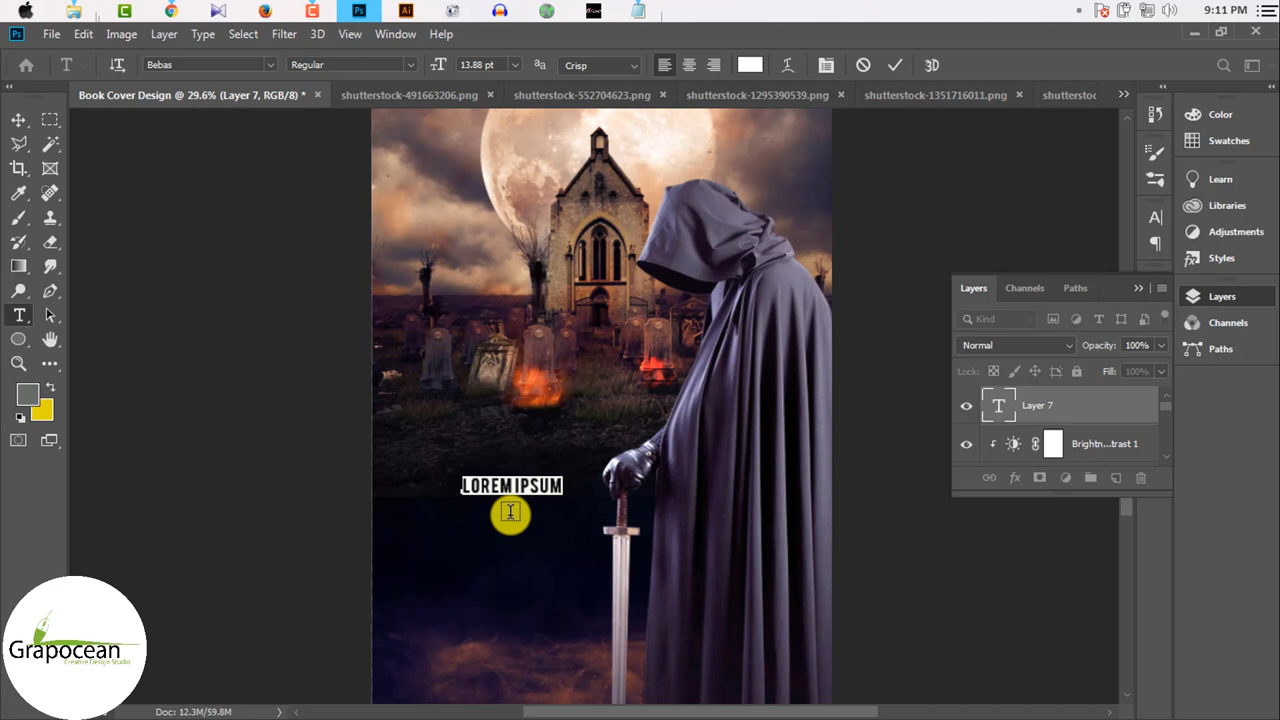 9:11 PM
Ps File Edit Image Layer Type Select Filter 3D View Window Help
T Bebas Regular 13.88 pt Crisp 3D
Book Cover Design @ 29.6% (Layer 7, RGB/8) * shutterstock-491663206.png shutterstock-552704623.png shutterstock-1295390539.png shutterstock-1351716011.png shutterstoc
Color
Swatches
Learn
Libraries
Adjustments
Styles
Layers
Channels
Paths
Layers Channels Paths
Kind
Normal Opacity: 100%
Lock: Fill: 100%
Layer 7
Brightn...trast 1
LOREM IPSUM
Grapocean
Creative Design Studio
Doc: 12.3M/59.8M